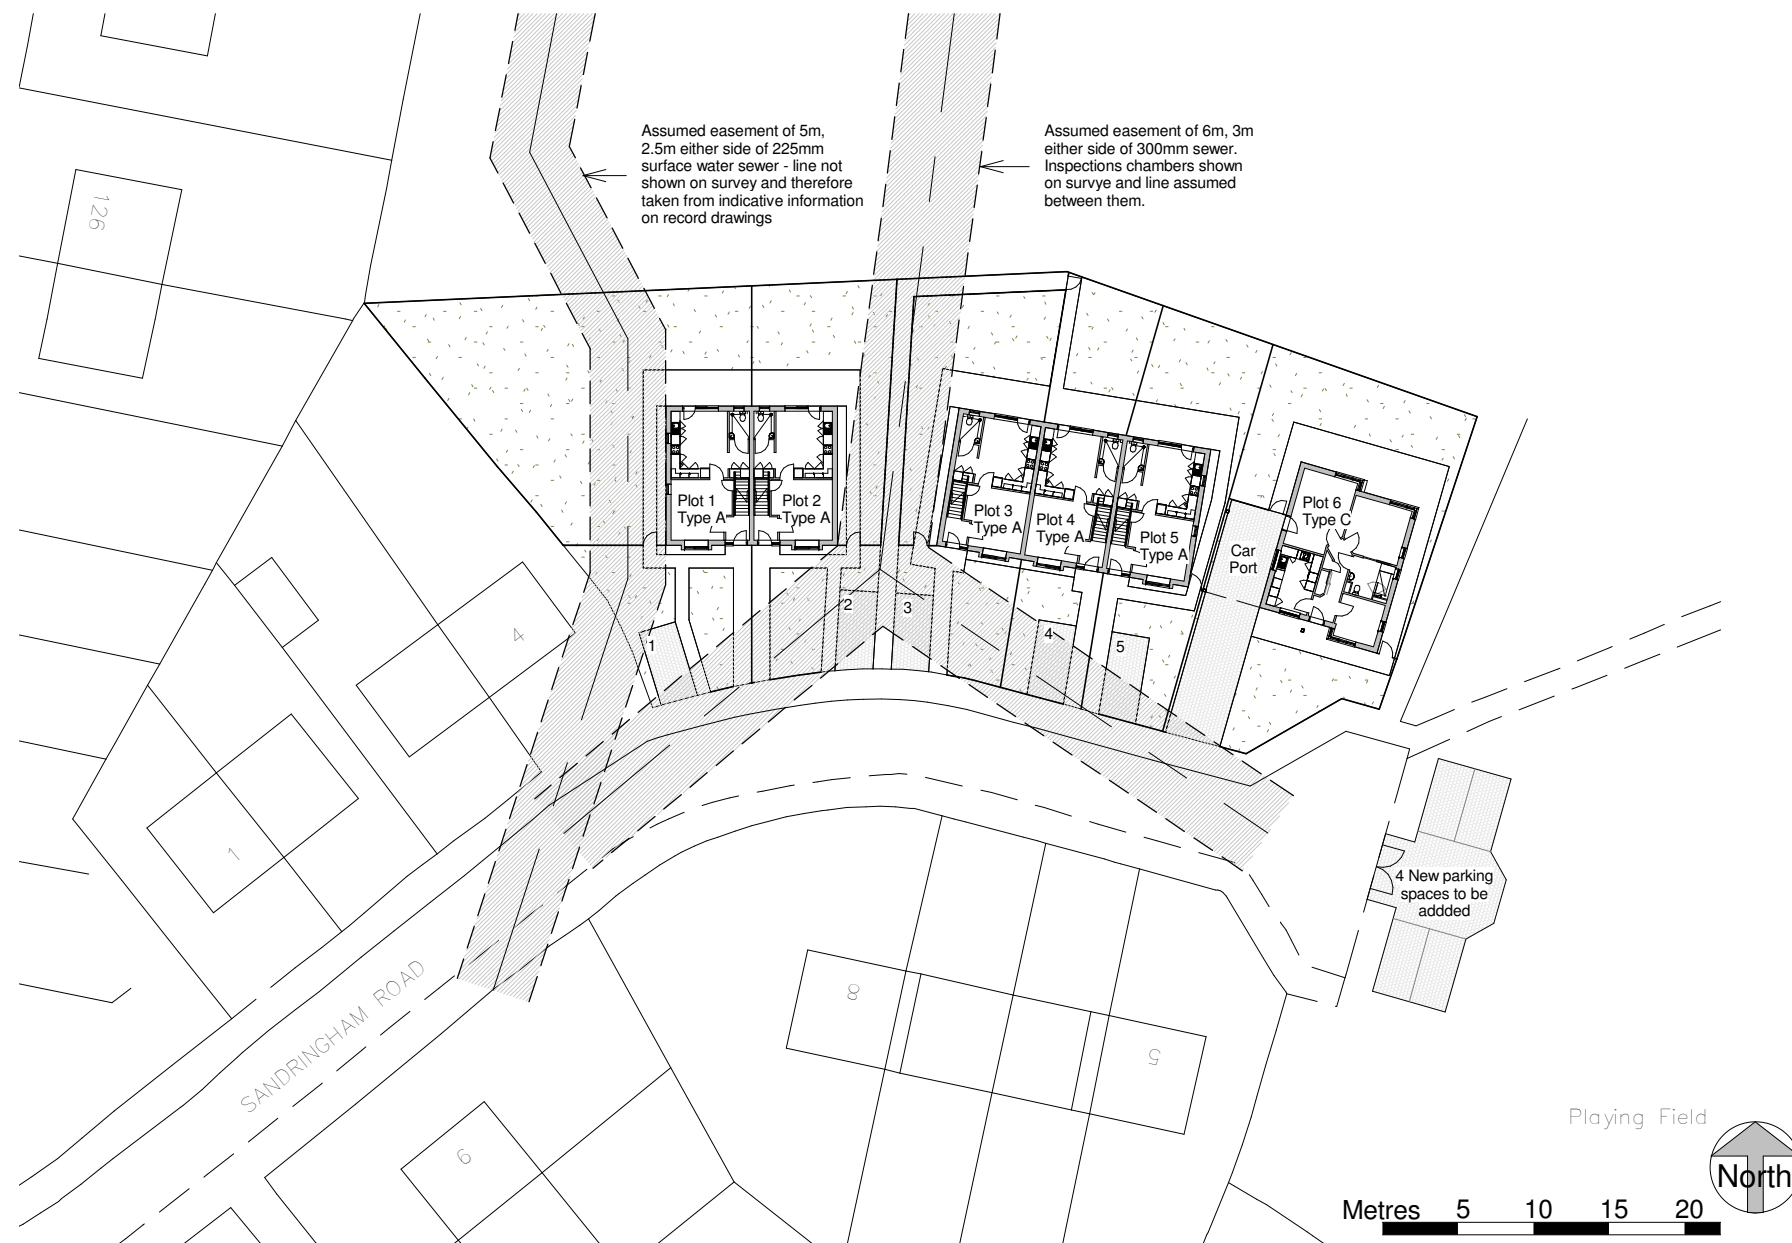 Assumed easement of 5m,
2.5m either side of 225mm
surface water sewer - line not
shown on survey and therefore
taken from indicative information
on record drawings
Assumed easement of 6m, 3m
either side of 300mm sewer.
Inspections chambers shown
on survye and line assumed
between them.
126
Plot 1
Type A
Plot 2
Type A
Plot 3
Type A
Plot 4
Type A
Plot 5
Type A
Plot 6
Type C
Car
Port
1
2
3
4
5
4
1
4 New parking
spaces to be
addded
SANDRINGHAM ROAD
8
5
6
Playing Field
North
Metres 5 10 15 20